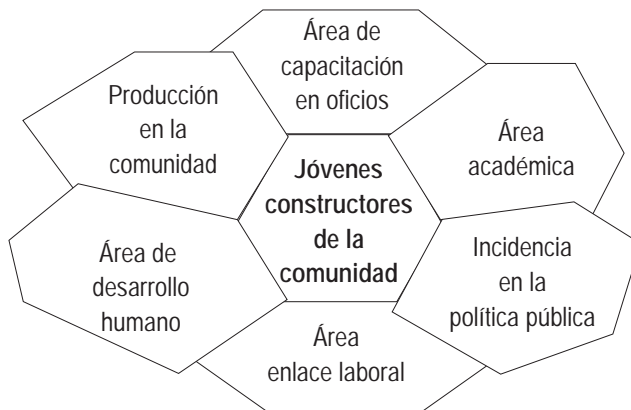 Área de
capacitación
en oficios
Producción
en la
comunidad
Área
académica
Jóvenes
constructores
de la
comunidad
Área de
desarrollo
humano
Incidencia
en la
política pública
Área
enlace laboral